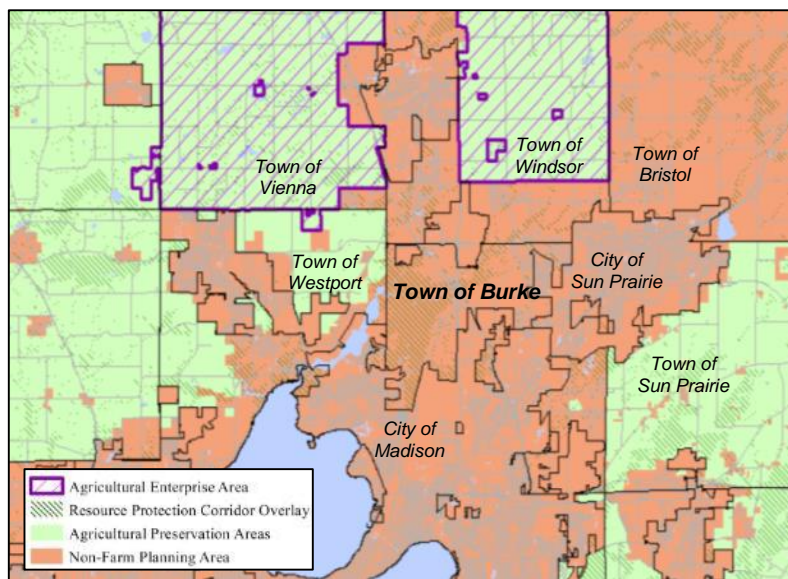 Town of
Vienna
Town of
Windsor
Town of
Bristol
Town of
Westport
Town of Burke
City of
Sun Prairie
Town of
Sun Prairie
City of
Madison
Agricultural Enterprise Area
Resource Protection Corridor Overlay
Agricultural Preservation Areas
Non-Farm Planning Area